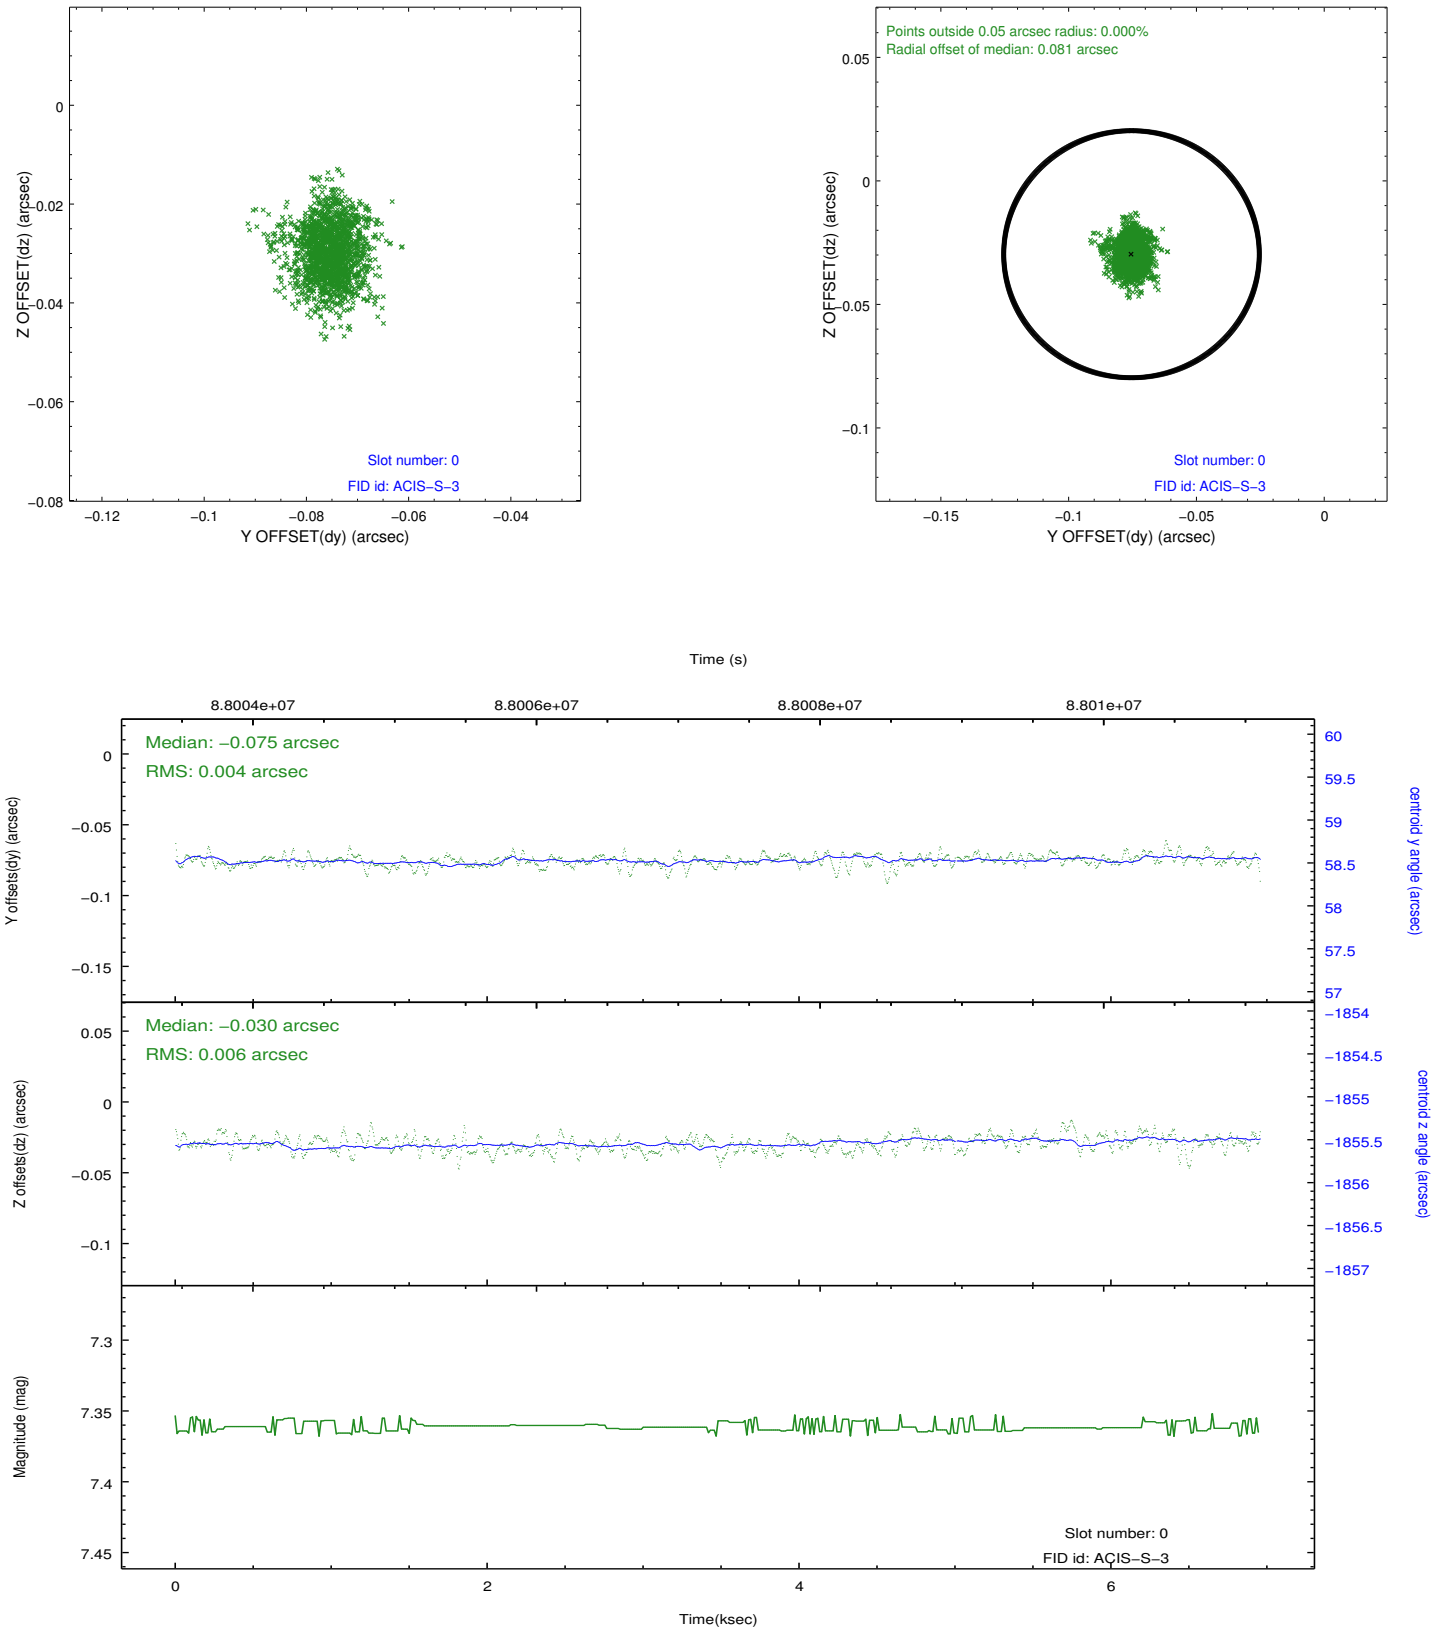 0
−0.02
−0.04
−0.06
−0.08
Z OFFSET(dz) (arcsec)
Slot number: 0
FID id: ACIS−S−3
−0.12
−0.1
−0.08
−0.06
−0.04
Y OFFSET(dy) (arcsec)
Points outside 0.05 arcsec radius: 0.000%
Radial offset of median: 0.081 arcsec
0.05
0
−0.05
−0.1
Z OFFSET(dz) (arcsec)
Slot number: 0
FID id: ACIS−S−3
−0.15
−0.1
−0.05
0
Y OFFSET(dy) (arcsec)
Time (s)
8.8004e+07
8.8006e+07
8.8008e+07
8.801e+07
Median: −0.075 arcsec
RMS: 0.004 arcsec
0
−0.05
−0.1
−0.15
Y offsets(dy) (arcsec)
60
59.5
59
58.5
58
57.5
57
centroid y angle (arcsec)
Median: −0.030 arcsec
RMS: 0.006 arcsec
0.05
0
−0.05
−0.1
Z offsets(dz) (arcsec)
−1854
−1854.5
−1855
−1855.5
−1856
−1856.5
−1857
centroid z angle (arcsec)
7.3
7.35
7.4
7.45
Magnitude (mag)
Slot number: 0
FID id: ACIS−S−3
0
2
4
6
Time(ksec)